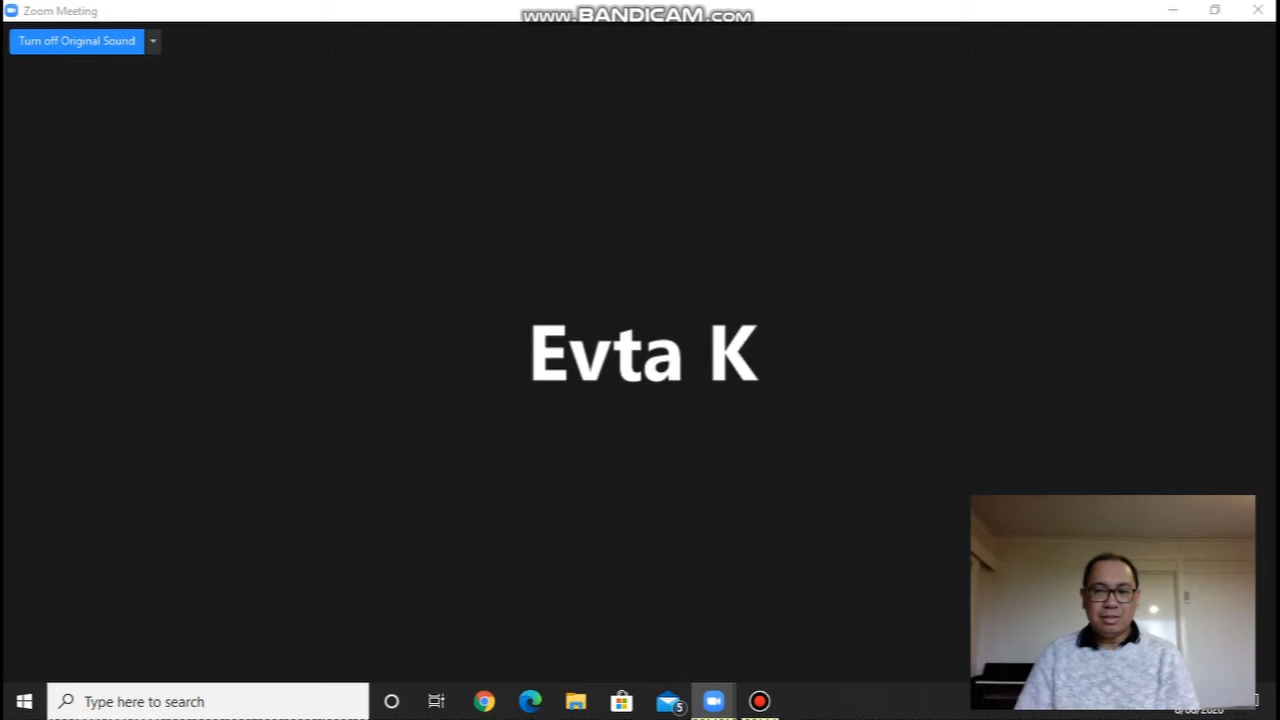 Zoom Meeting
www.BANDICAM.com
Turn off Original Sound
Evta K
Type here to search
5